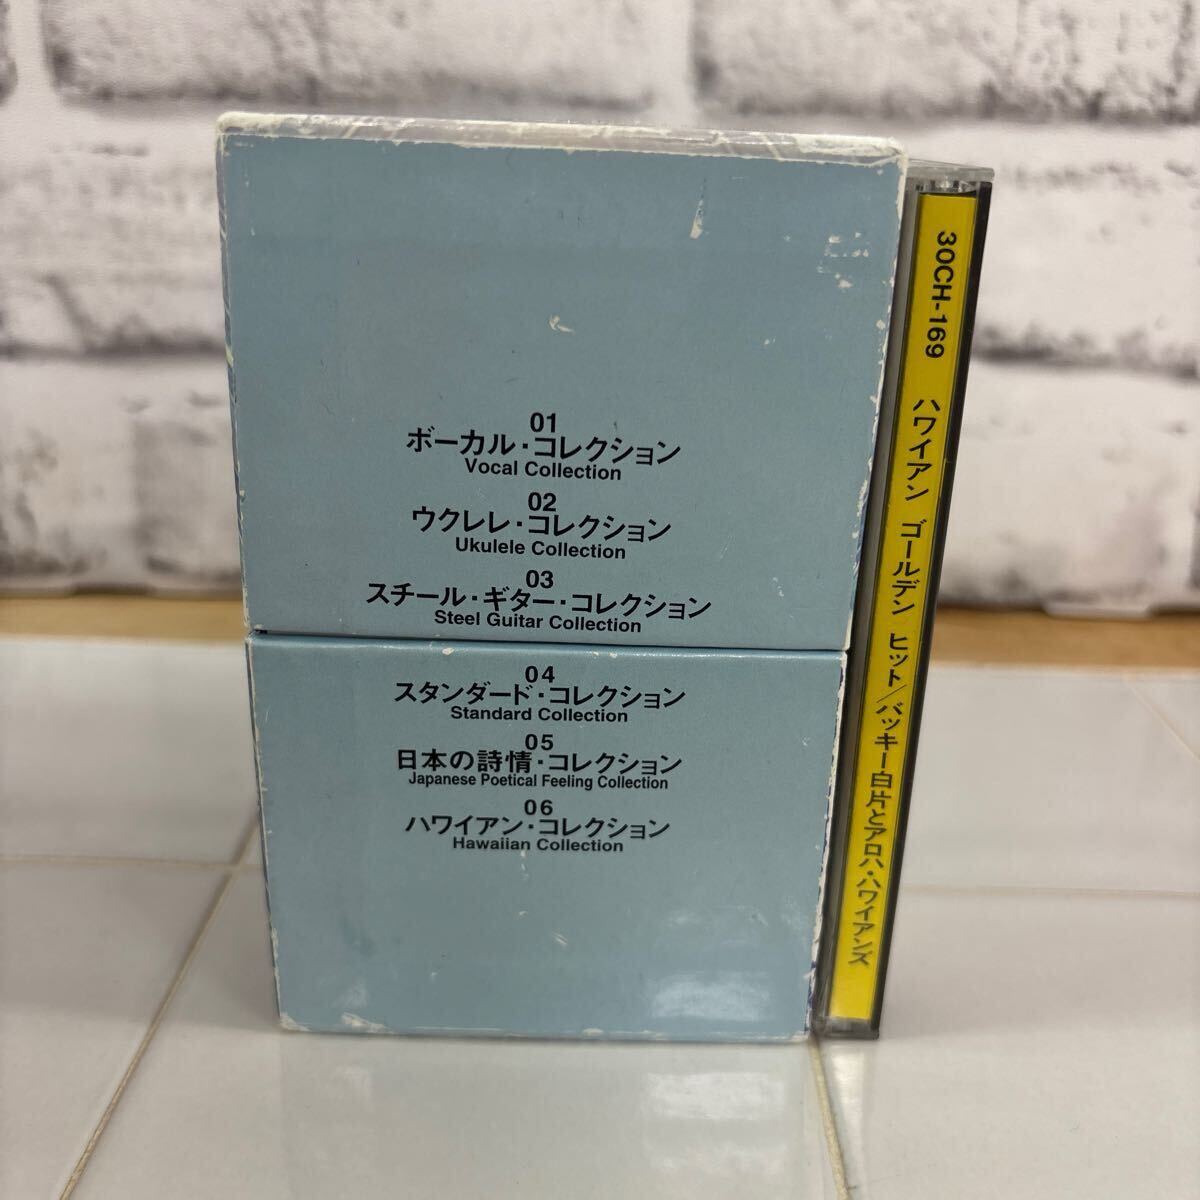 01
ボーカル・コレクション
Vocal Collection
02
ウクレレ・コレクション
Ukulele Collection
03
スチール・ギター・コレクション
Steel Guitar Collection
04
スタンダード・コレクション
Standard Collection
05
日本の詩情・コレクション
Japanese Poetical Feeling Collection
06
ハワイアン・コレクション
Hawaiian Collection
30CH-169 ハワイアン ゴールデン ヒット/バッキー白片とアロハ・ハワイアンズ